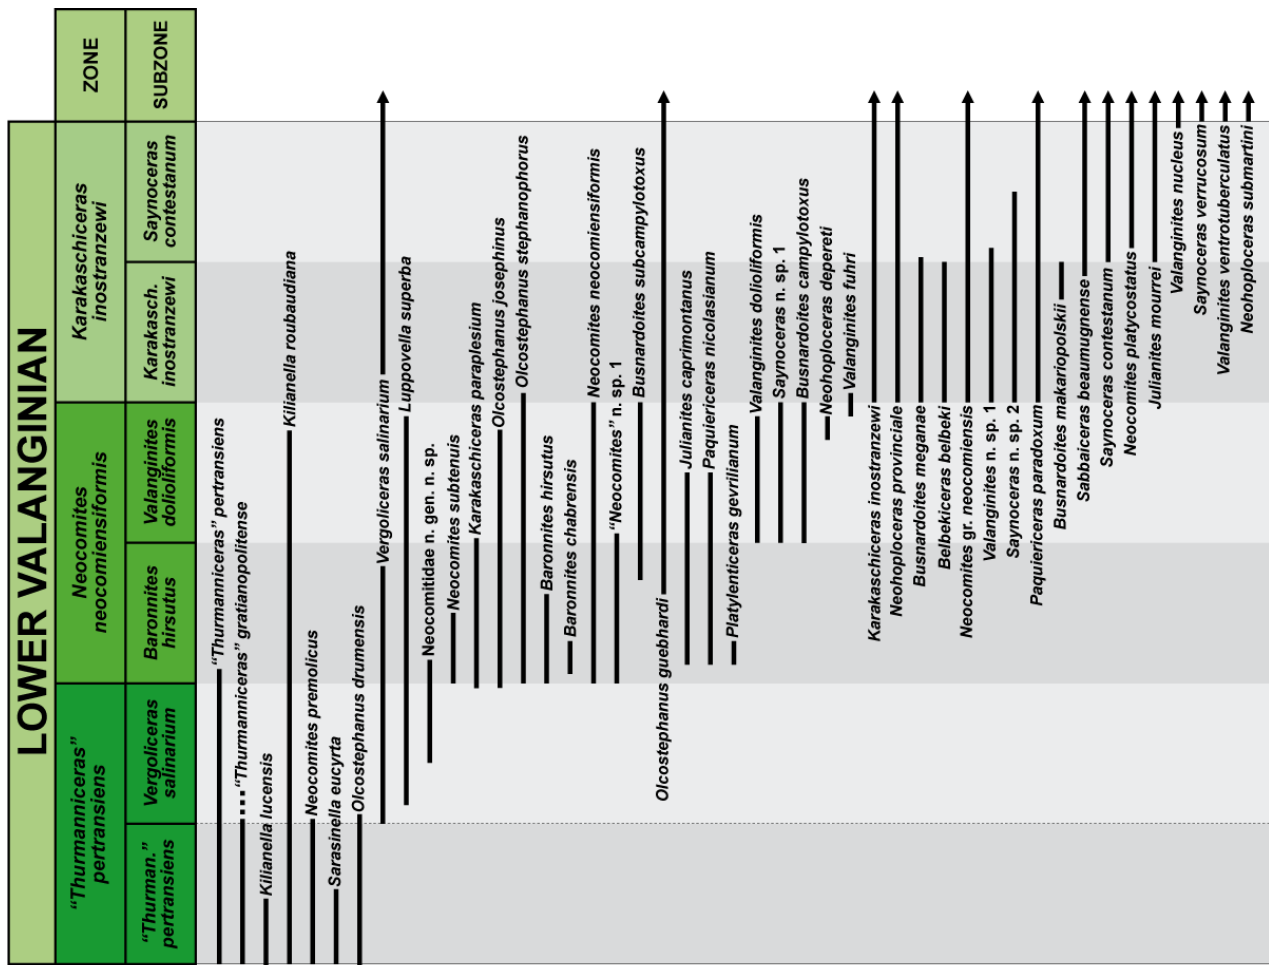 LOWER VALANGINIAN
ZONE
SUBZONE
Karakaschiceras
inostranzewi
Saynoceras
contestanum
Karakasch.
inostranzewi
Neocomites
neocomiensiformis
Valanginites
dolioliformis
Baronnites
hirsutus
"Thurmanniceras"
pertransiens
Vergoliceras
salinarium
"Thurman."
pertransiens
"Thurmanniceras" pertransiens
"Thurmanniceras" gratianopolitense
Kilianella lucensis
Kilianella roubaudiana
Neocomites premolicus
Sarasinella eucyrta
Olcostephanus drumensis
Vergoliceras salinarium
Luppovella superba
Neocomitidae n. gen. n. sp.
Neocomites subtenuis
Karakaschiceras paraplesium
Olcostephanus josephinus
Olcostephanus stephanophorus
Baronnites hirsutus
Baronnites chabrensis
Neocomites neocomiensiformis
"Neocomites" n. sp. 1
Busnardoites subcampylotoxus
Olcostephanus guebhardi
Julianites caprimontanus
Paquiericeras nicolasianum
Platylenticeras gevrilianum
Valanginites dolioliformis
Saynoceras n. sp. 1
Busnardoites campylotoxus
Neohoploceras depereti
Valanginites fuhri
Karakaschiceras inostranzewi
Neohoploceras provinciale
Busnardoites meganae
Belbekiceras belbeki
Neocomites gr. neocomiensis
Valanginites n. sp. 1
Saynoceras n. sp. 2
Paquiericeras paradoxum
Busnardoites makariopolskii
Sabbaiceras beaumugnense
Saynoceras contestanum
Neocomites platycostatus
Julianites mourrei
Valanginites nucleus
Saynoceras verrucosum
Valanginites ventrotuberculatus
Neohoploceras submartini